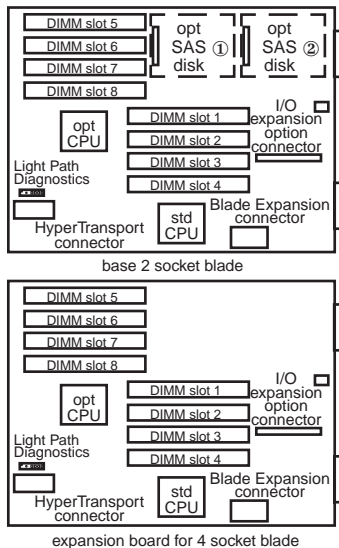 DIMM slot 5
DIMM slot 6
DIMM slot 7
DIMM slot 8
opt
SAS ①
disk
opt
SAS ②
disk
opt
CPU
DIMM slot 1
DIMM slot 2
DIMM slot 3
DIMM slot 4
I/O
expansion
option
connector
Light Path
Diagnostics
HyperTransport
connector
std
CPU
Blade Expansion
connector
base 2 socket blade
DIMM slot 5
DIMM slot 6
DIMM slot 7
DIMM slot 8
opt
CPU
DIMM slot 1
DIMM slot 2
DIMM slot 3
DIMM slot 4
I/O
expansion
option
connector
Light Path
Diagnostics
HyperTransport
connector
std
CPU
Blade Expansion
connector
expansion board for 4 socket blade